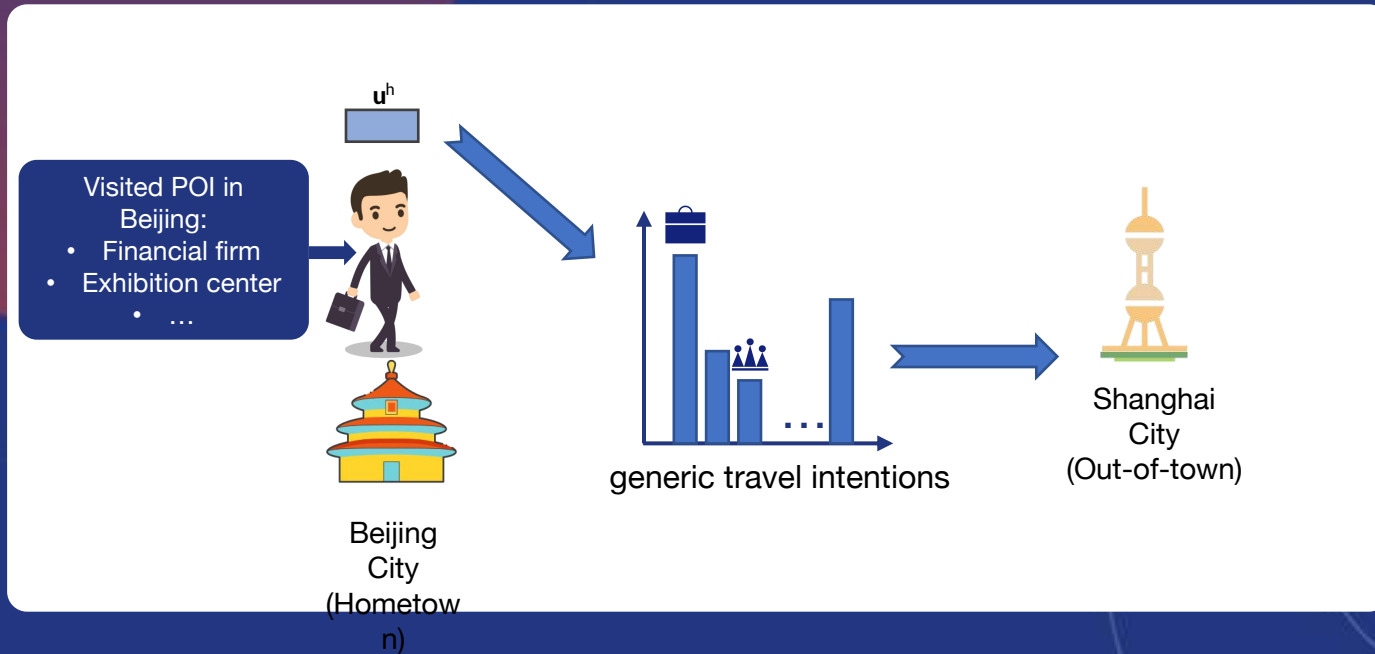 uʰ
Visited POI in
Beijing:
• Financial firm
• Exhibition center
• …
...
generic travel intentions
Shanghai
City
(Out-of-town)
Beijing
City
(Hometow
n)